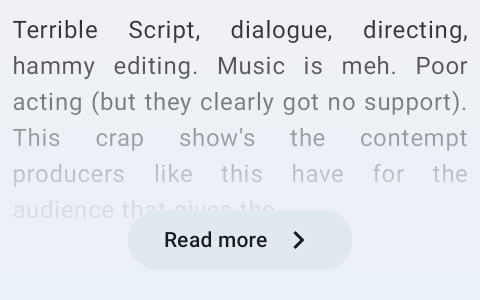 Terrible Script, dialogue, directing,
hammy editing. Music is meh. Poor
acting (but they clearly got no support).
This crap show's the contempt
producers like this have for the
audience that gives the
Read more